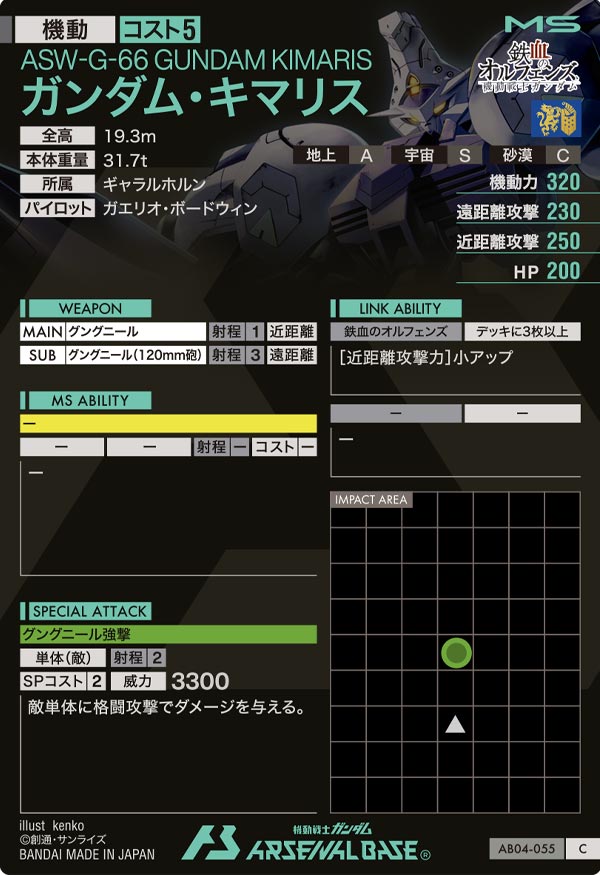 機動 コスト5 MS
ASW-G-66 GUNDAM KIMARIS
ガンダム・キマリス
鉄血のオルフェンズ
機動戦士ガンダム
全高 19.3m
本体重量 31.7t
所属 ギャラルホルン
パイロット ガエリオ・ボードウィン
地上 A 宇宙 S 砂漠 C
機動力 320
遠距離攻撃 230
近距離攻撃 250
HP 200
WEAPON
MAIN グングニール 射程 1 近距離
SUB グングニール(120mm砲) 射程 3 遠距離
MS ABILITY
ー
ー ー 射程 ー コスト ー
ー
SPECIAL ATTACK
グングニール強撃
単体(敵) 射程 2
SPコスト 2 威力 3300
敵単体に格闘攻撃でダメージを与える。
LINK ABILITY
鉄血のオルフェンズ デッキに3枚以上
[近距離攻撃力]小アップ
ー ー
ー
IMPACT AREA
illust kenko
©創通・サンライズ
BANDAI MADE IN JAPAN
機動戦士ガンダム
AB ARSENAL BASE®
AB04-055 C